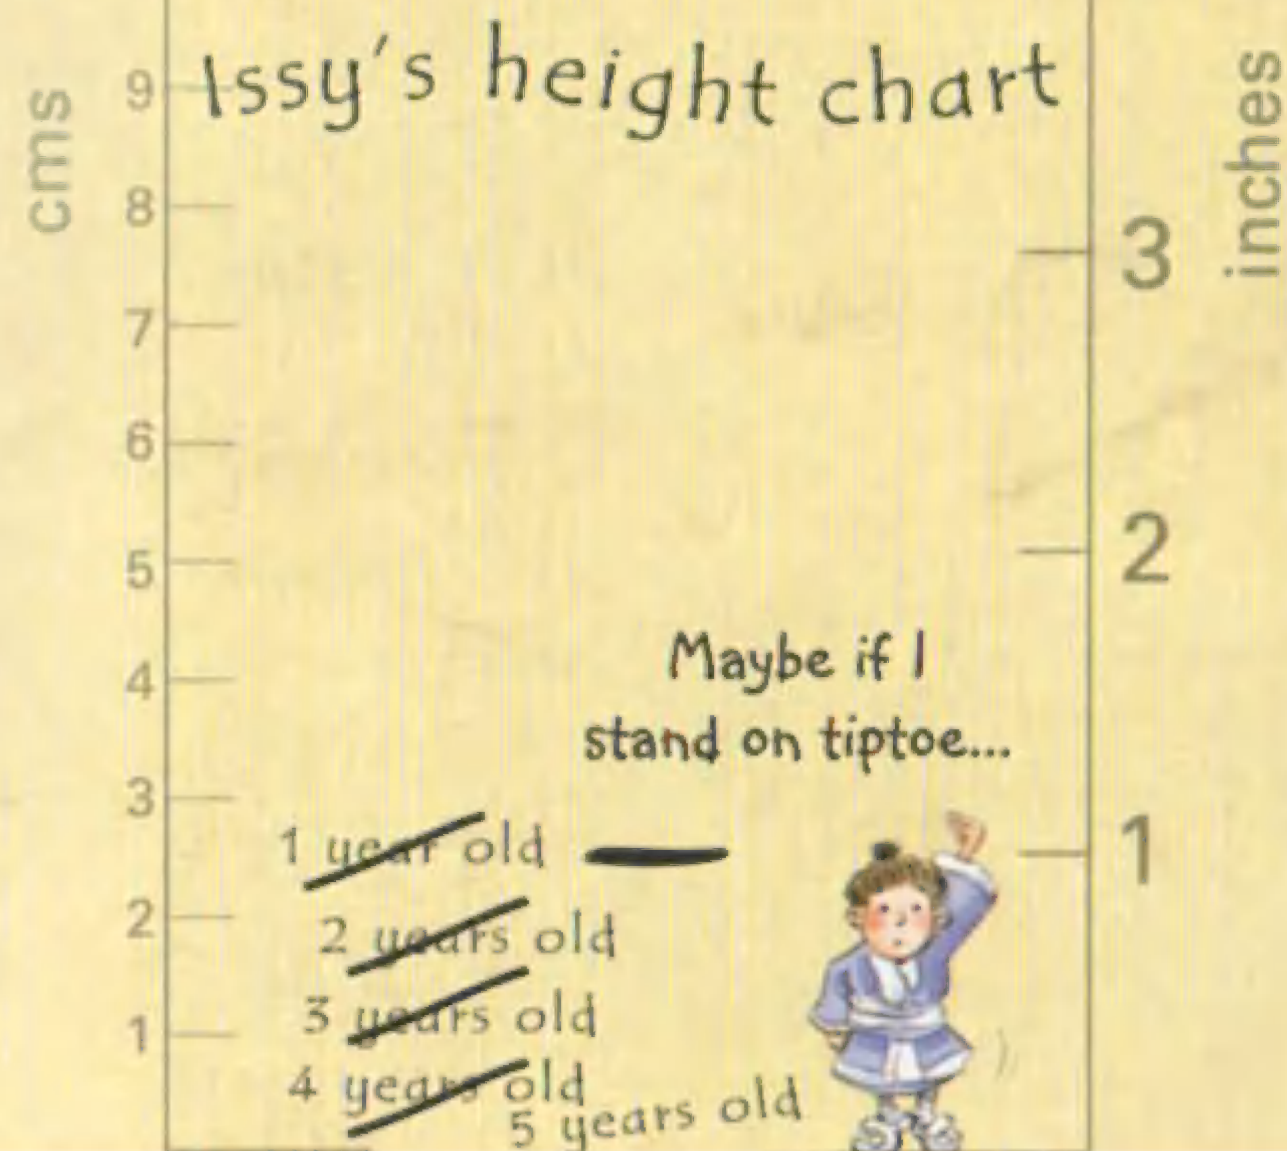 Issy's height chart
cms
inches
9
8
3
7
6
2
5
Maybe if I
4
stand on tiptoe...
3
1 year old
1
2
2 years old
3 years old
1
4 years old
5 years old